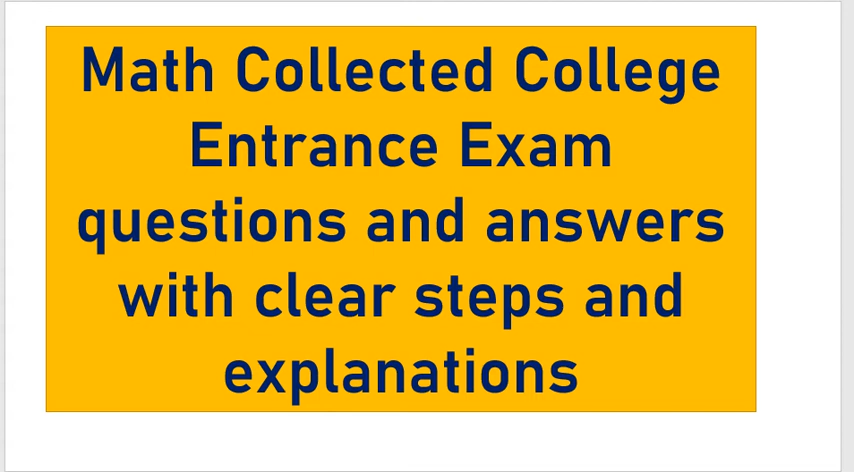 Math Collected College
Entrance Exam
questions and answers
with clear steps and
explanations